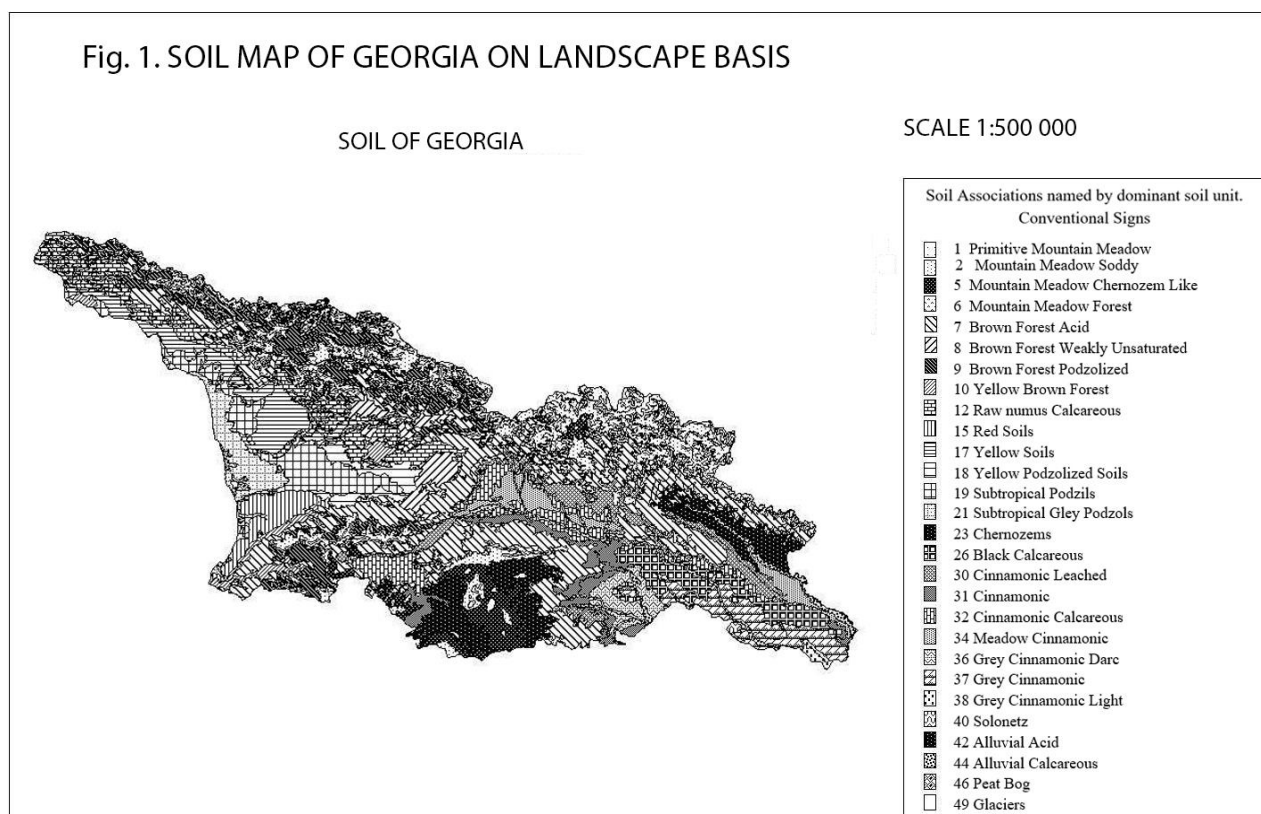 Fig. 1. SOIL MAP OF GEORGIA ON LANDSCAPE BASIS
SOIL OF GEORGIA
SCALE 1:500 000
Soil Associations named by dominant soil unit.
Conventional Signs
1 Primitive Mountain Meadow
2 Mountain Meadow Soddy
5 Mountain Meadow Chernozem Like
6 Mountain Meadow Forest
7 Brown Forest Acid
8 Brown Forest Weakly Unsaturated
9 Brown Forest Podzolized
10 Yellow Brown Forest
12 Raw numus Calcareous
15 Red Soils
17 Yellow Soils
18 Yellow Podzolized Soils
19 Subtropical Podzils
21 Subtropical Gley Podzols
23 Chernozems
26 Black Calcareous
30 Cinnamonic Leached
31 Cinnamonic
32 Cinnamonic Calcareous
34 Meadow Cinnamonic
36 Grey Cinnamonic Darc
37 Grey Cinnamonic
38 Grey Cinnamonic Light
40 Solonetz
42 Alluvial Acid
44 Alluvial Calcareous
46 Peat Bog
49 Glaciers